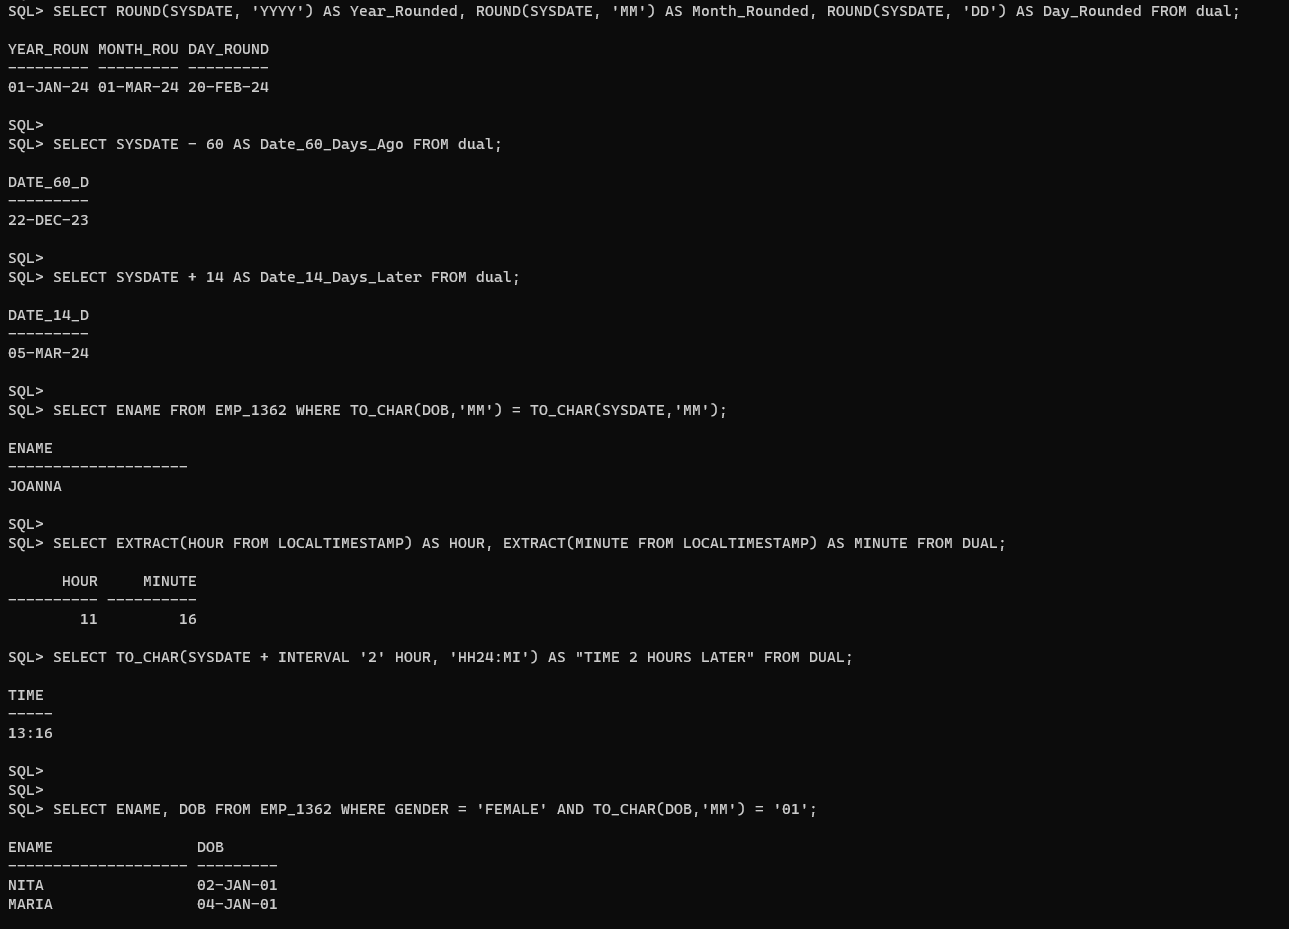 SQL> SELECT ROUND(SYSDATE, 'YYYY') AS Year_Rounded, ROUND(SYSDATE, 'MM') AS Month_Rounded, ROUND(SYSDATE, 'DD') AS Day_Rounded FROM dual;

YEAR_ROUN MONTH_ROU DAY_ROUND
--------- --------- ---------
01-JAN-24 01-MAR-24 20-FEB-24

SQL>
SQL> SELECT SYSDATE - 60 AS Date_60_Days_Ago FROM dual;

DATE_60_D
---------
22-DEC-23

SQL>
SQL> SELECT SYSDATE + 14 AS Date_14_Days_Later FROM dual;

DATE_14_D
---------
05-MAR-24

SQL>
SQL> SELECT ENAME FROM EMP_1362 WHERE TO_CHAR(DOB,'MM') = TO_CHAR(SYSDATE,'MM');

ENAME
--------------------
JOANNA

SQL>
SQL> SELECT EXTRACT(HOUR FROM LOCALTIMESTAMP) AS HOUR, EXTRACT(MINUTE FROM LOCALTIMESTAMP) AS MINUTE FROM DUAL;

      HOUR     MINUTE
---------- ----------
        11         16

SQL> SELECT TO_CHAR(SYSDATE + INTERVAL '2' HOUR, 'HH24:MI') AS "TIME 2 HOURS LATER" FROM DUAL;

TIME
-----
13:16

SQL>
SQL>
SQL> SELECT ENAME, DOB FROM EMP_1362 WHERE GENDER = 'FEMALE' AND TO_CHAR(DOB,'MM') = '01';

ENAME                DOB
-------------------- ---------
NITA                 02-JAN-01
MARIA                04-JAN-01